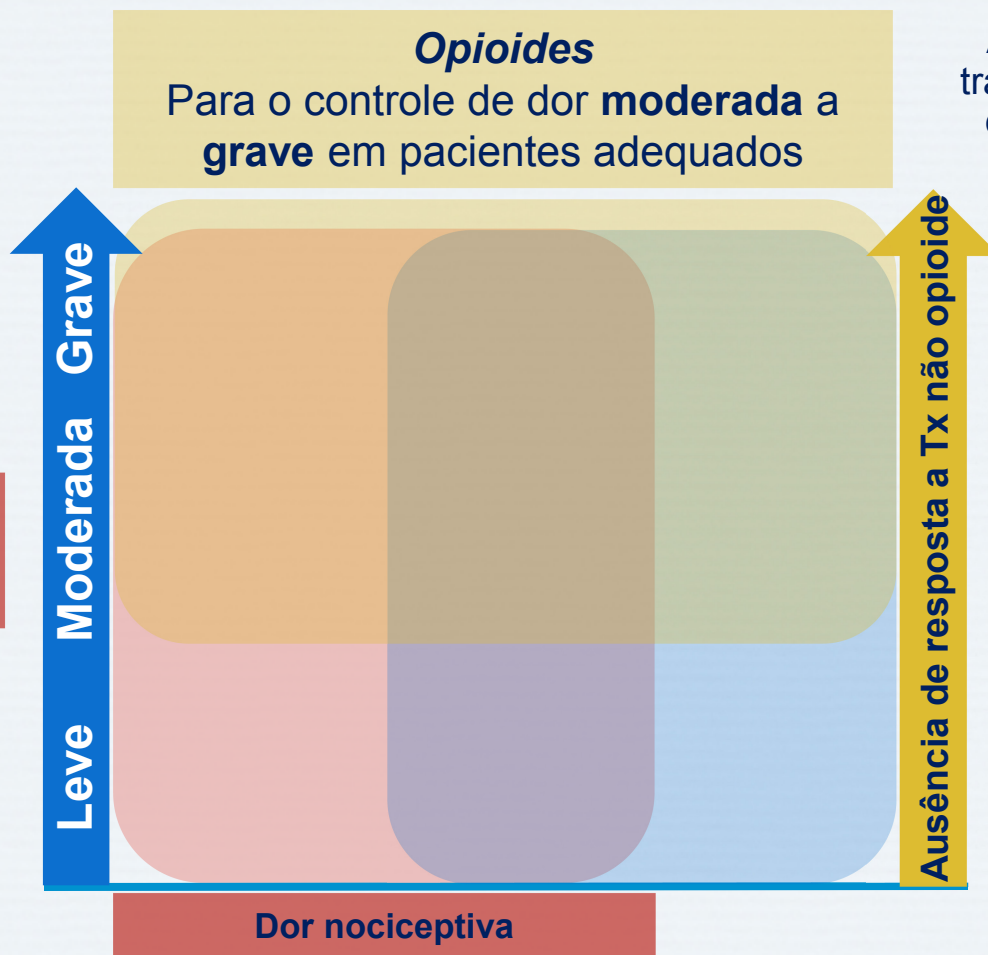 Opioides
Para o controle de dor moderada a
grave em pacientes adequados
Grave
Moderada
Leve
Ausência de resposta a Tx não opioide
Dor nociceptiva